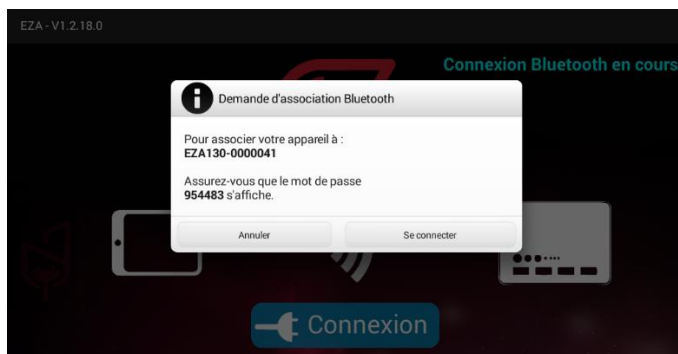 EZA - V1.2.18.0
Connexion Bluetooth en cours
Demande d'association Bluetooth
Pour associer votre appareil à :
EZA130-0000041
Assurez-vous que le mot de passe
954483 s'affiche.
Annuler
Se connecter
Connexion